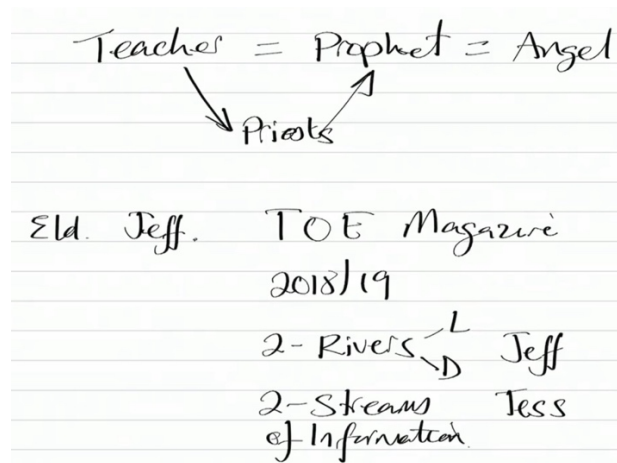 Teacher = Prophet = Angel
Priests
Eld. Jeff. TOE Magazine
2018/19
2-Rivers L Jeff
D
2-Streams Tess
of Information